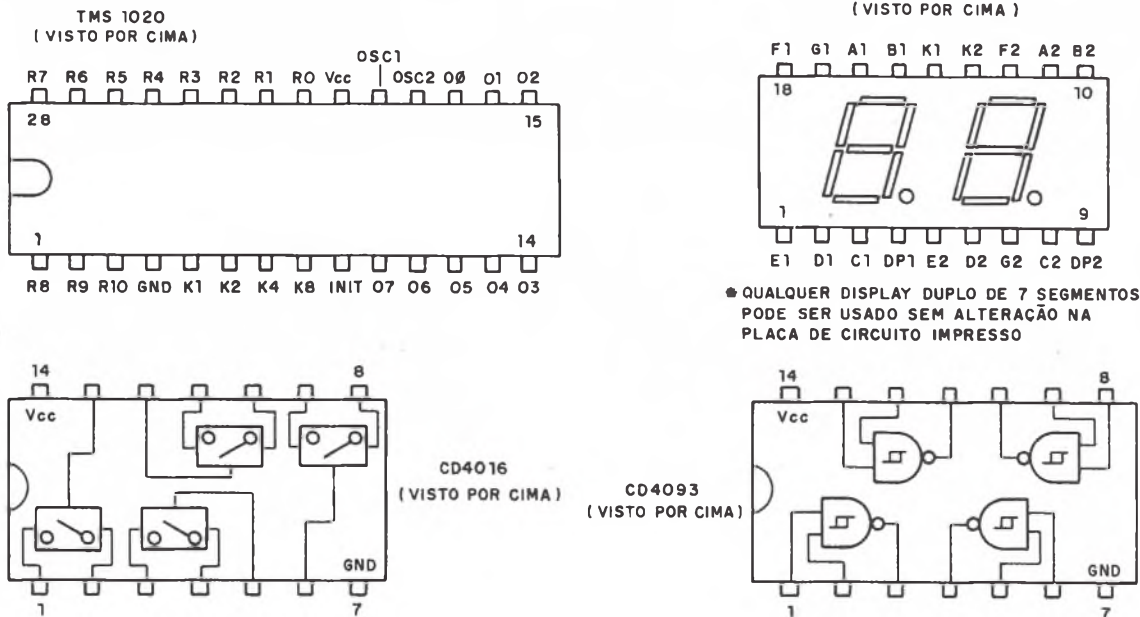 TMS 1020
( VISTO POR CIMA)
OSC1
R7 R6 R5 R4 R3 R2 R1 R0 Vcc OSC2 OØ O1 O2
28 15
1 14
R8 R9 R10 GND K1 K2 K4 K8 INIT O7 O6 O5 O4 O3
(VISTO POR CIMA )
F1 G1 A1 B1 K1 K2 F2 A2 B2
18 10
1 9
E1 D1 C1 DP1 E2 D2 G2 C2 DP2
* QUALQUER DISPLAY DUPLO DE 7 SEGMENTOS
PODE SER USADO SEM ALTERAÇÃO NA
PLACA DE CIRCUITO IMPRESSO
14 8
Vcc
GND
1 7
CD4016
(VISTO POR CIMA)
CD4093
( VISTO POR CIMA)
14 8
Vcc
GND
1 7